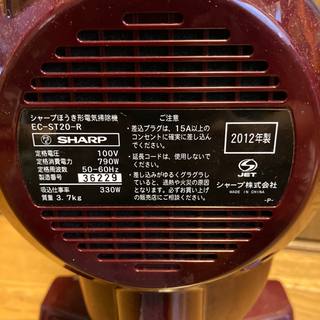 シャープほうき形電気掃除機
EC-ST20-R
SHARP
定格電圧 100V
定格消費電力 790W
定格周波数 50-60Hz
製造番号 36229
吸込仕事率 330W
質量 3.7kg
ご注意
・差込プラグは、15A以上の
コンセントに確実に差し込ん
でください。
・延長コードは、使用しないで
ください。
・差し込みがゆるくグラグラし
ていると、過熱や火災の原因
となります。必ずお買い上げ
の販売店にご相談ください。
2012年製
JET
シャープ株式会社
MADE IN CHINA
-P-